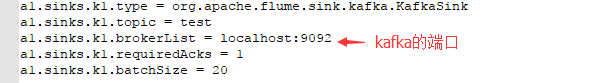 a1.sinks.k1.type = org.apache.flume.sink.kafka.KafkaSink
a1.sinks.k1.topic = test
a1.sinks.k1.brokerList = localhost:9092 kafka的端口
a1.sinks.k1.requiredAcks = 1
a1.sinks.k1.batchSize = 20